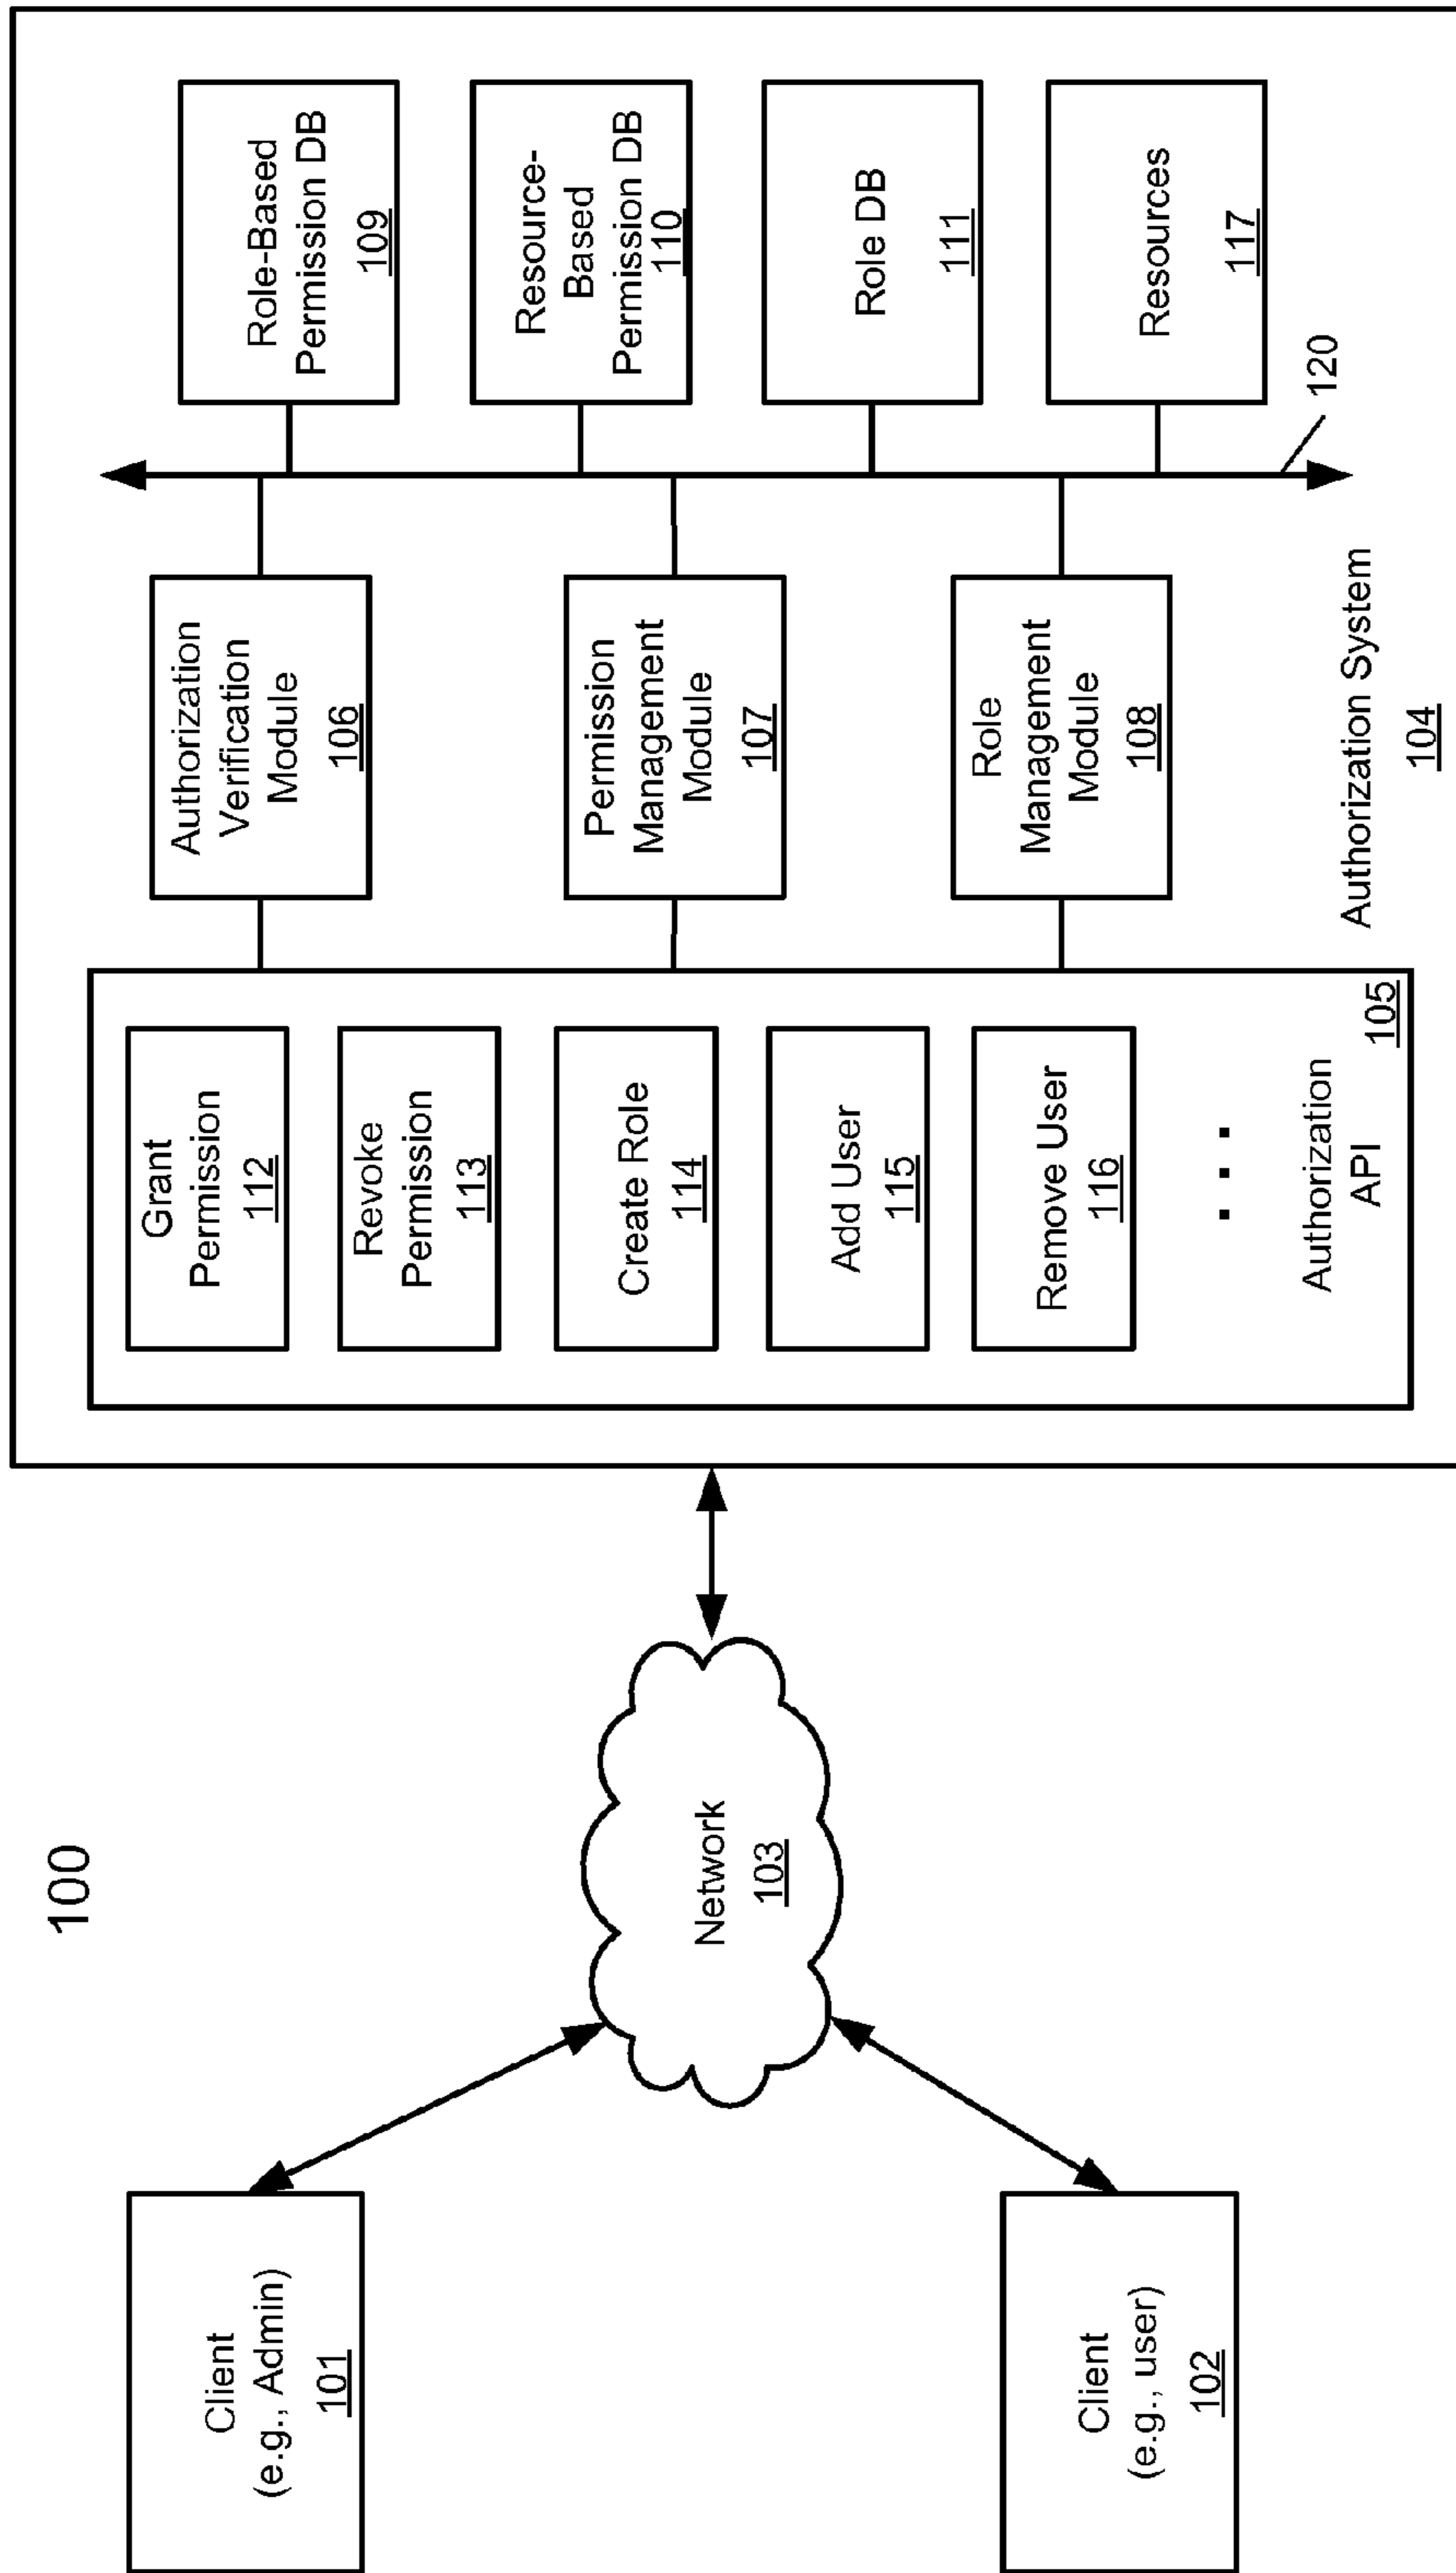 100
Client
(e.g., Admin)
101
Client
(e.g., user)
102
Network
103
Grant
Permission
112
Revoke
Permission
113
Create Role
114
Add User
115
Remove User
116
. . .
Authorization
API
105
Authorization
Verification
Module
106
Permission
Management
Module
107
Role
Management
Module
108
Role-Based
Permission DB
109
Resource-
Based
Permission DB
110
Role DB
111
Resources
117
120
Authorization System
104